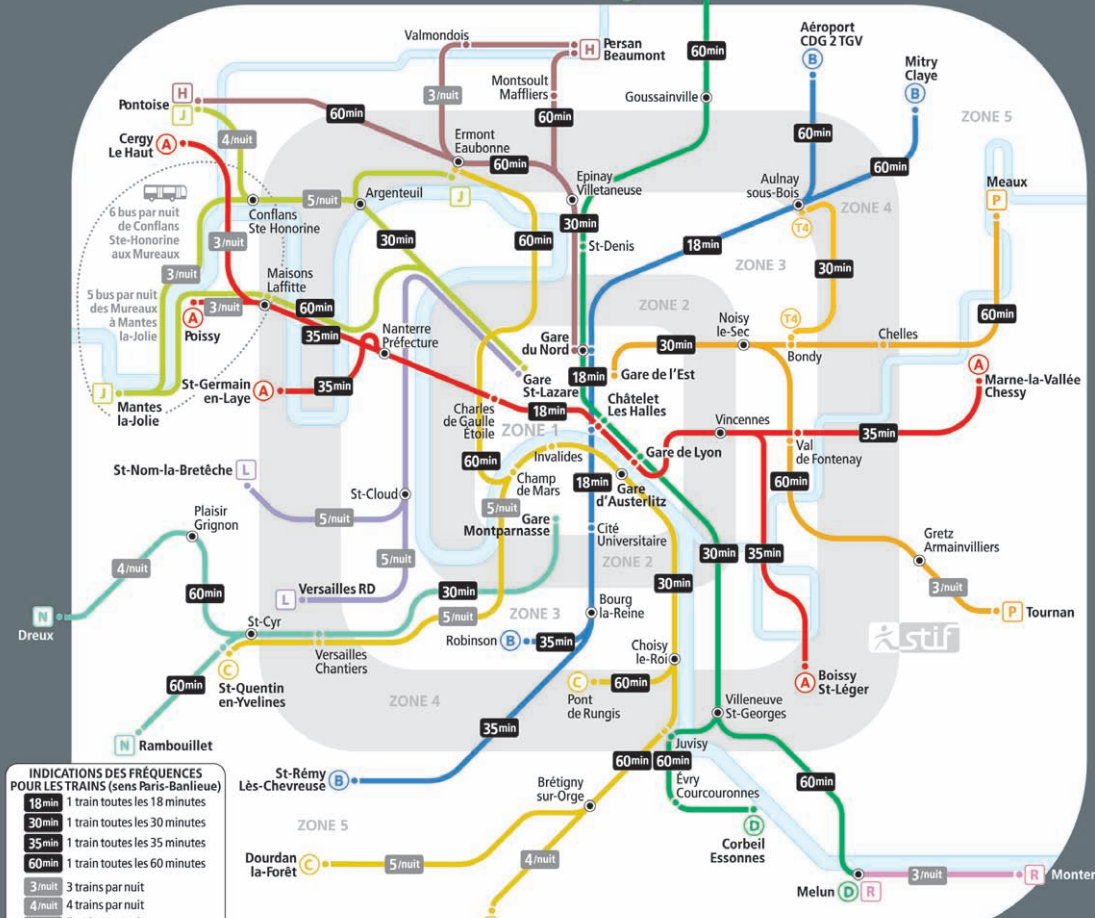 Valmondois
H
Persan
Beaumont
60min
Aéroport
CDG 2 TGV
B
Mitry
Claye
B
ZONE 5
Montsoult
Maffliers
Goussainville
3/nuit
H
Pontoise
J
60min
60min
60min
60min
Cergy
Le Haut
A
4/nuit
Ermont
Eaubonne
60min
Epinay
Villetaneuse
Aulnay
sous-Bois
Meaux
P
J
Argenteuil
5/nuit
6 bus par nuit
de Conflans
Ste-Honorine
aux Mureaux
Conflans
Ste Honorine
ZONE 4
T4
30min
St-Denis
60min
30min
18min
3/nuit
ZONE 3
30min
5 bus par nuit
des Mureaux
à Mantes
la-Jolie
3/nuit
Maisons
Laffitte
ZONE 2
3/nuit
60min
A
Poissy
35min
Noisy
le-Sec
T4
60min
Nanterre
Préfecture
Gare
du Nord
30min
Bondy
Chelles
Gare de l'Est
18min
A
Marne-la-Vallée
Chessy
St-Germain
en-Laye
A
35min
J
Mantes
la-Jolie
Gare
St-Lazare
Châtelet
Les Halles
Charles
de Gaulle
Étoile
18min
ZONE 1
Vincennes
35min
Val
de Fontenay
Gare de Lyon
Invalides
60min
St-Nom-la-Bretêche
L
Champ
de Mars
18min
Gare
d'Austerlitz
60min
St-Cloud
5/nuit
5/nuit
Gare
Montparnasse
Cité
Universitaire
Plaisir
Grignon
Gretz
Armainvilliers
5/nuit
4/nuit
ZONE 2
30min
35min
60min
Versailles RD
L
30min
30min
3/nuit
N
Dreux
5/nuit
ZONE 3
Bourg
la-Reine
P
Tournan
St-Cyr
Robinson
B
35min
stif
Versailles
Chantiers
Choisy
le-Roi
C
St-Quentin
en-Yvelines
60min
C
60min
Pont
de Rungis
A
Boissy
St-Léger
ZONE 4
Villeneuve
St-Georges
N
Rambouillet
35min
Juvisy
60min
60min
INDICATIONS DES FRÉQUENCES
POUR LES TRAINS (sens Paris-Banlieue)
18min 1 train toutes les 18 minutes
30min 1 train toutes les 30 minutes
35min 1 train toutes les 35 minutes
60min 1 train toutes les 60 minutes
3/nuit 3 trains par nuit
4/nuit 4 trains par nuit
St-Rémy
Lès-Chevreuse
B
Brétigny
sur-Orge
Évry
Courcouronnes
60min
ZONE 5
D
Corbeil
Essonnes
Dourdan
la-Forêt
C
5/nuit
4/nuit
Melun
D
R
3/nuit
R